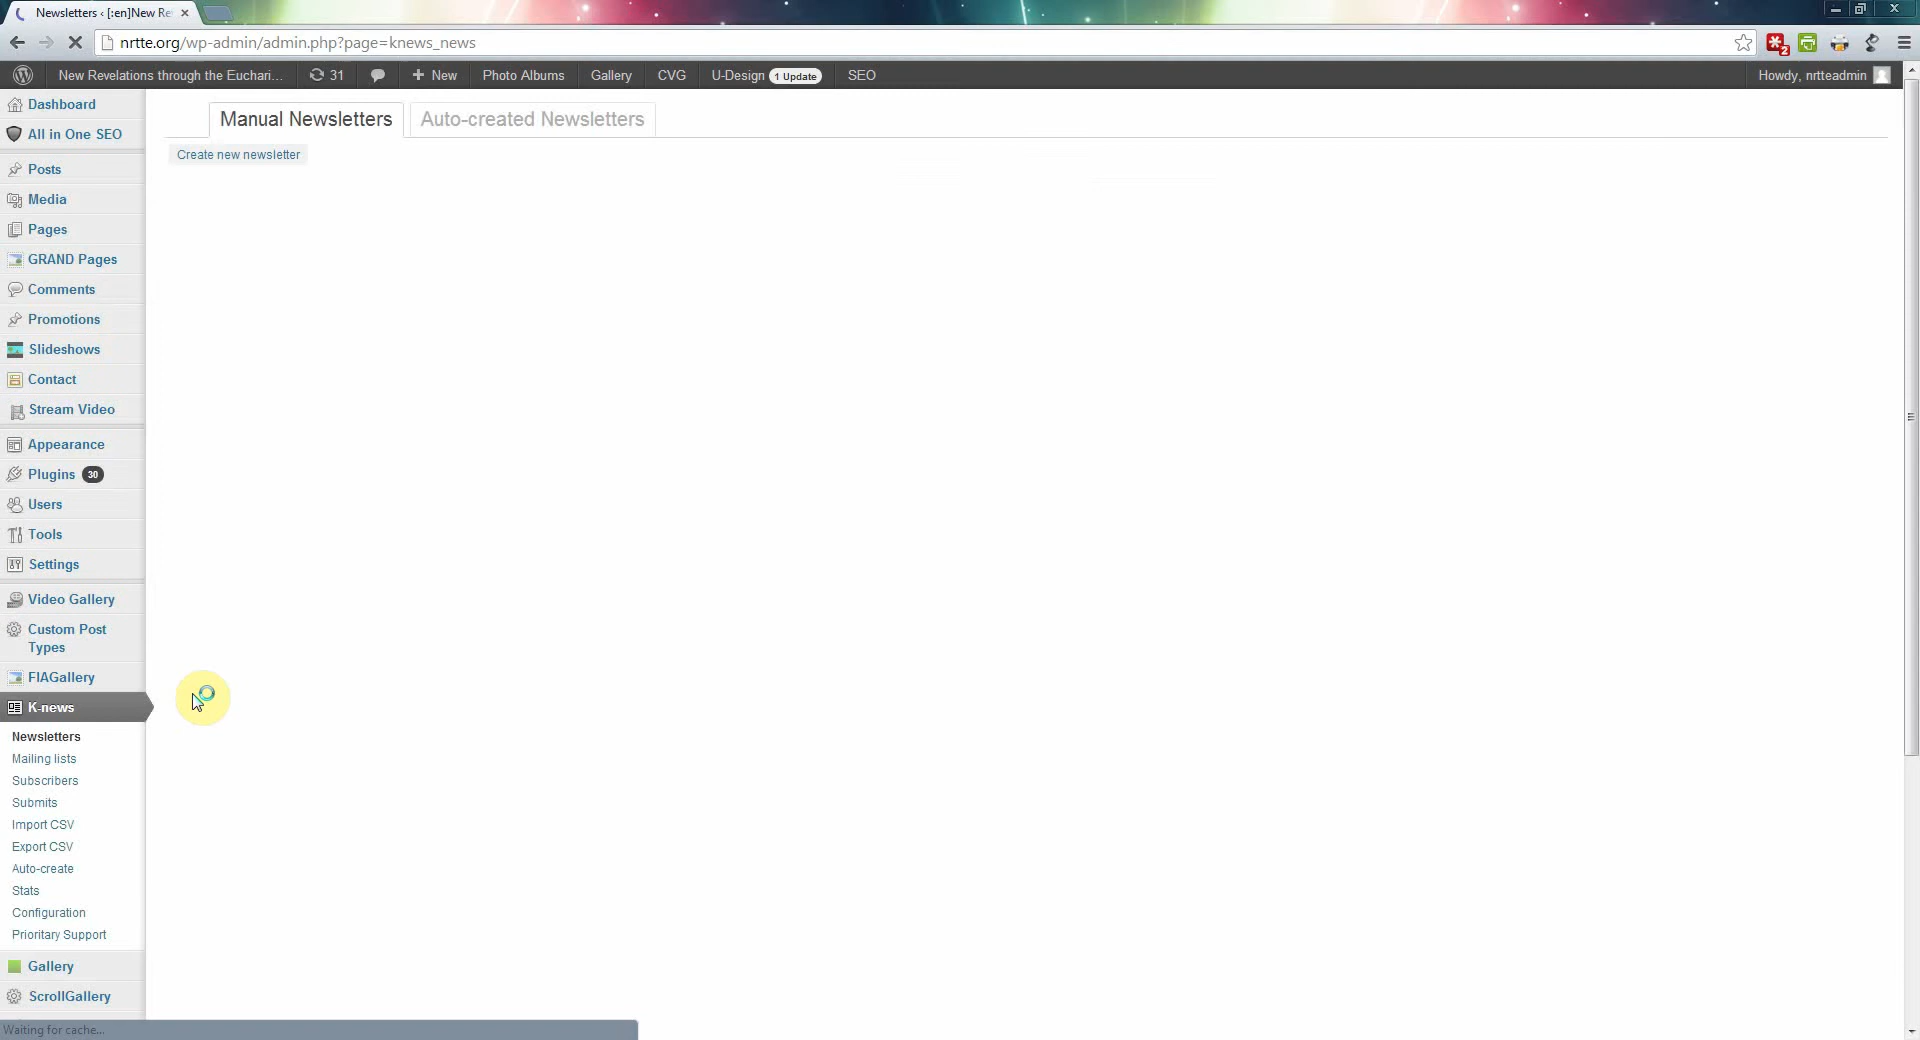 Newsletters ‹ [:en]New Re
nrtte.org/wp-admin/admin.php?page=knews_news
2
New Revelations through the Euchari...
31
New
Photo Albums
Gallery
CVG
U-Design 1 Update
SEO
Howdy, nrtteadmin
Dashboard
All in One SEO
Posts
Media
Pages
GRAND Pages
Comments
Promotions
Slideshows
Contact
Stream Video
Appearance
Plugins 30
Users
Tools
Settings
Video Gallery
Custom Post
Types
FlAGallery
K-news
Newsletters
Mailing lists
Subscribers
Submits
Import CSV
Export CSV
Auto-create
Stats
Configuration
Prioritary Support
Gallery
ScrollGallery
Manual Newsletters
Auto-created Newsletters
Create new newsletter
Waiting for cache...